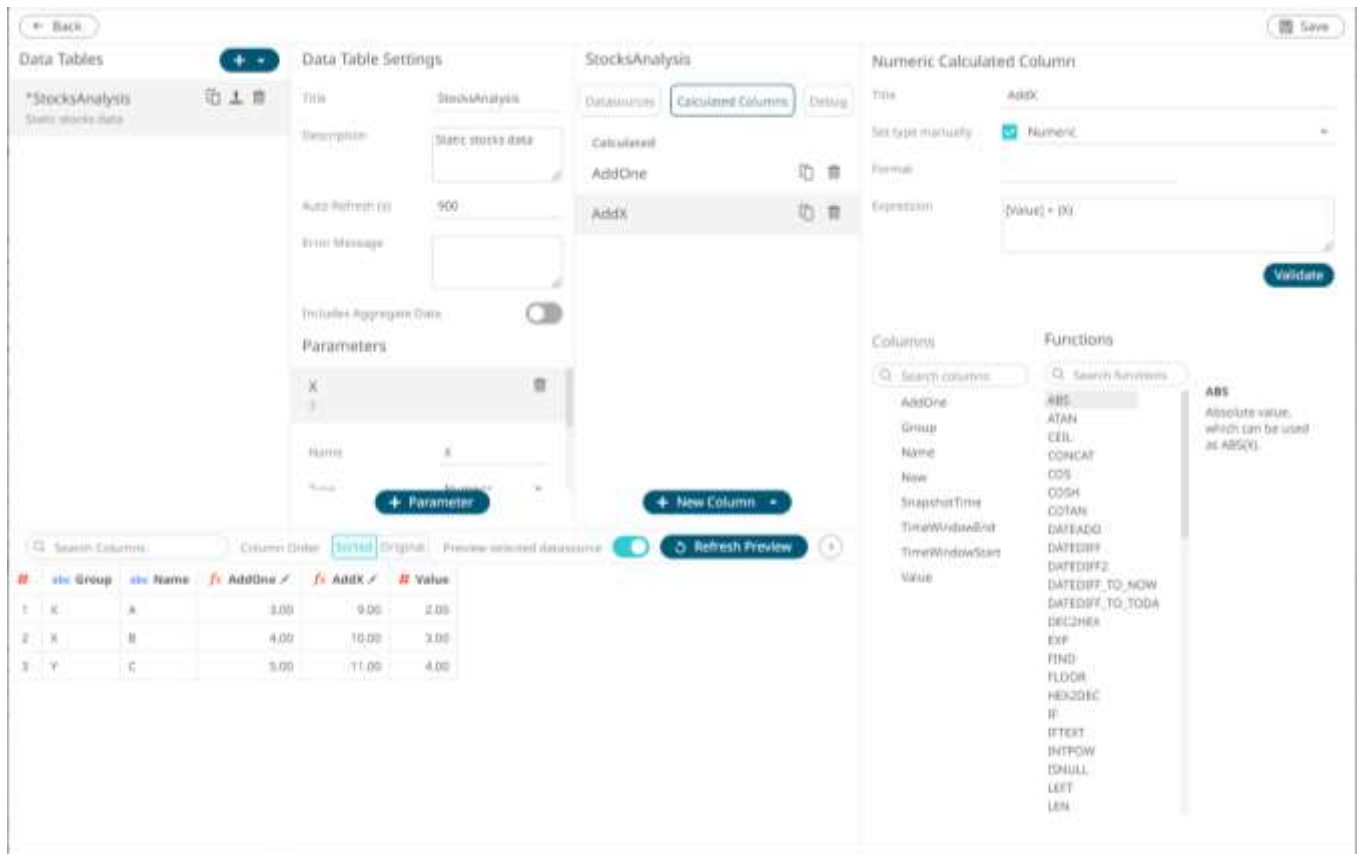 ← Back
Save
Data Tables
+
*StocksAnalysis
Static stocks data
Data Table Settings
Title StocksAnalysis
Description Static stocks data
Auto Refresh (s) 900
Error Message
Includes Aggregate Data
Parameters
X
7
Name X
Type Numeric
+ Parameter
StocksAnalysis
Datasources Calculated Columns Debug
Calculated
AddOne
AddX
+ New Column
Numeric Calculated Column
Title AddX
Set type manually Numeric
Format
Expression [Value] + {X}
Validate
Columns
Search columns
AddOne
Group
Name
Now
SnapshotTime
TimeWindowEnd
TimeWindowStart
Value
Functions
Search functions
ABS
ATAN
CEIL
CONCAT
COS
COSH
COTAN
DATEADD
DATEDIFF
DATEDIFF2
DATEDIFF_TO_NOW
DATEDIFF_TO_TODA
DEC2HEX
EXP
FIND
FLOOR
HEX2DEC
IF
IFTEXT
INTPOW
ISNULL
LEFT
LEN
ABS
Absolute value,
which can be used
as ABS(X).
Search Columns Column Order Sorted Original Preview selected datasource Refresh Preview
# abc Group abc Name fx AddOne fx AddX # Value
1 X A 3.00 9.00 2.00
2 X B 4.00 10.00 3.00
3 Y C 5.00 11.00 4.00